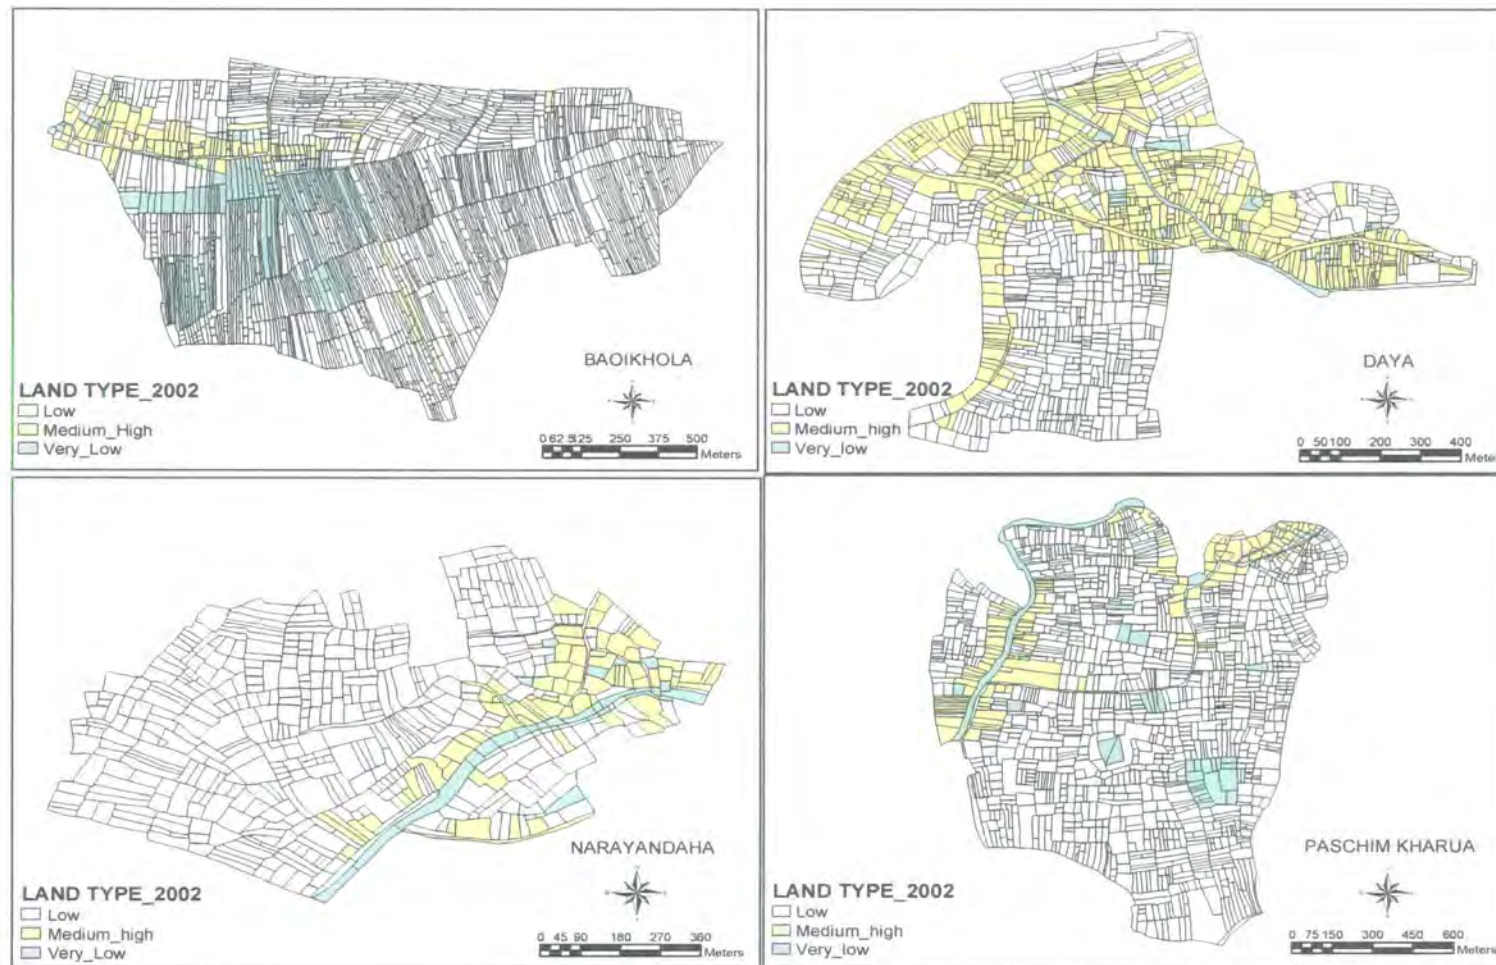 BAOIKHOLA
LAND TYPE_2002
Low
Medium_High
Very_Low
0 62.5125 250 375 500
Meters
DAYA
LAND TYPE_2002
Low
Medium_high
Very_low
0 50100 200 300 400
Meter
NARAYANDAHA
LAND TYPE_2002
Low
Medium_high
Very_Low
0 45 90 180 270 360
Meters
PASCHIM KHARUA
LAND TYPE_2002
Low
Medium_high
Very_low
0 75 150 300 450 600
Meters